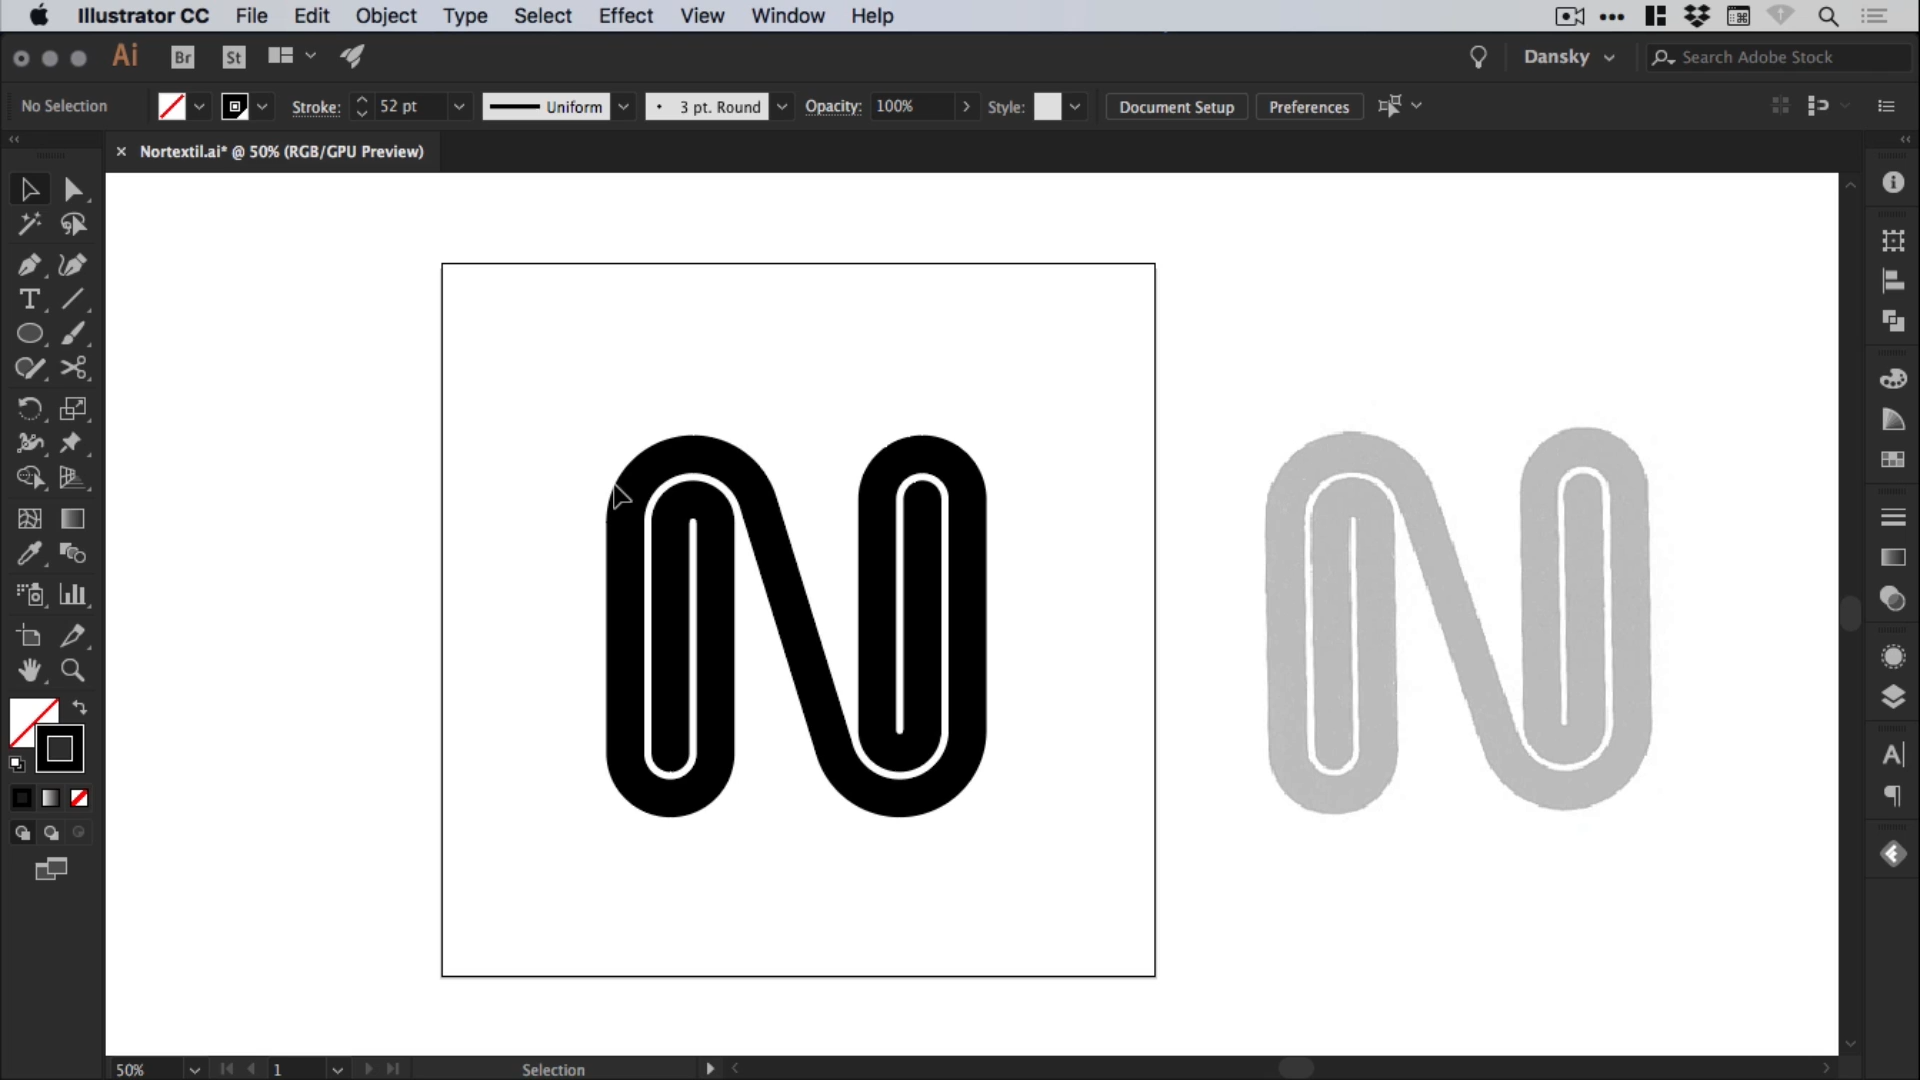 Illustrator CC File Edit Object Type Select Effect View Window Help
Ai Br St Dansky Search Adobe Stock
No Selection Stroke: 52 pt Uniform 3 pt. Round Opacity: 100% Style: Document Setup Preferences
× Nortextil.ai* @ 50% (RGB/GPU Preview)
N N
50% 1 Selection